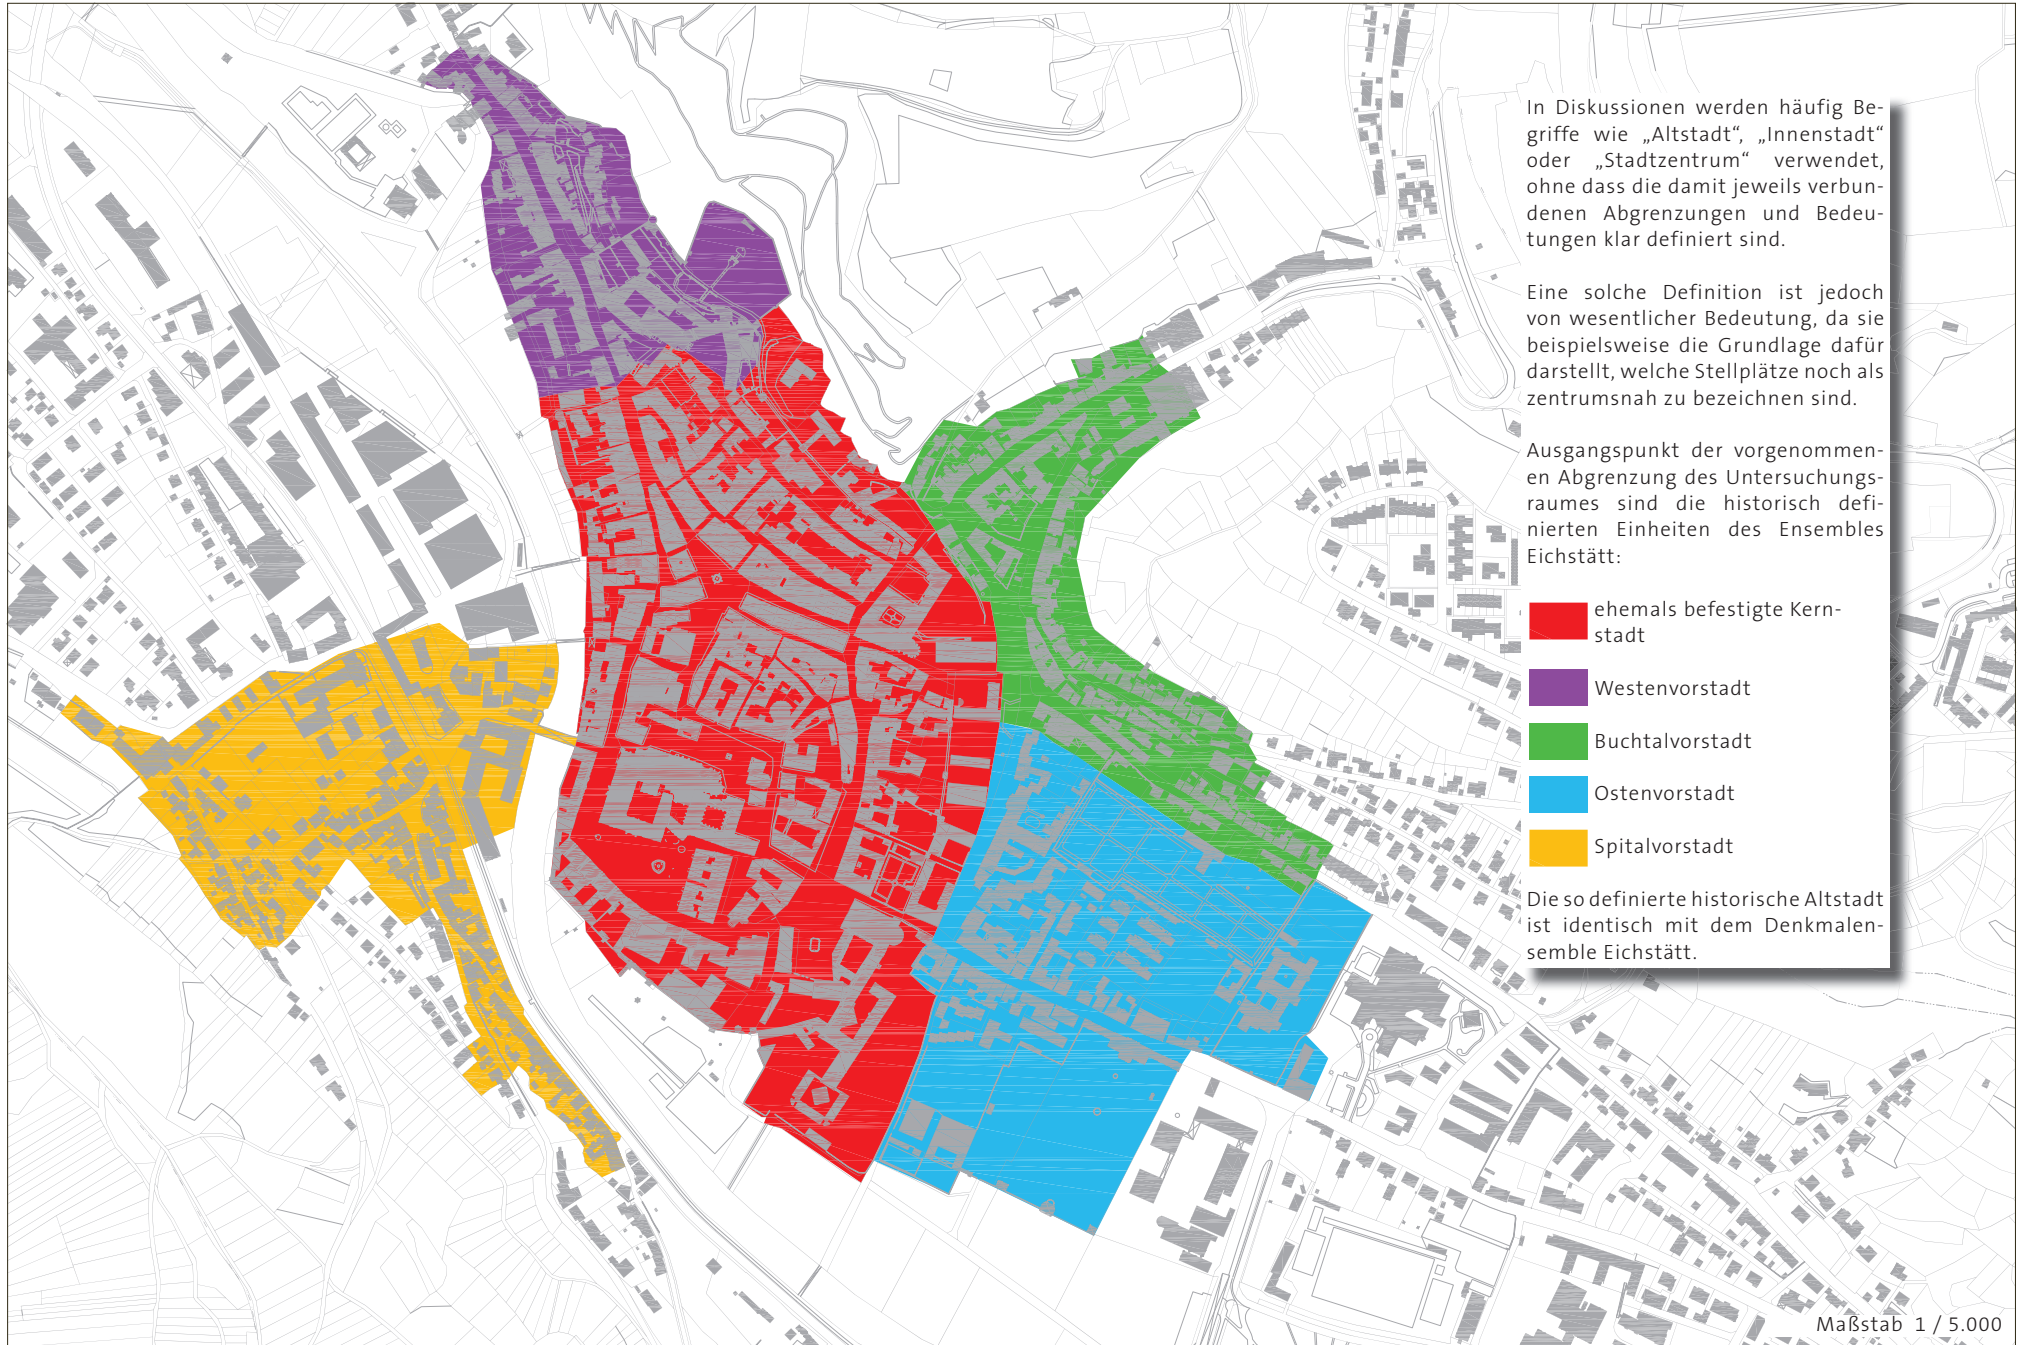 In Diskussionen werden häufig Be-
griffe wie „Altstadt“, „Innenstadt“
oder „Stadtzentrum“ verwendet,
ohne dass die damit jeweils verbun-
denen Abgrenzungen und Bedeu-
tungen klar definiert sind.
Eine solche Definition ist jedoch
von wesentlicher Bedeutung, da sie
beispielsweise die Grundlage dafür
darstellt, welche Stellplätze noch als
zentrumsnah zu bezeichnen sind.
Ausgangspunkt der vorgenommen-
en Abgrenzung des Untersuchungs-
raumes sind die historisch defi-
nierten Einheiten des Ensembles
Eichstätt:
ehemals befestigte Kern-
stadt
Westenvorstadt
Buchtalvorstadt
Ostenvorstadt
Spitalvorstadt
Die so definierte historische Altstadt
ist identisch mit dem Denkmalen-
semble Eichstätt.
Maßstab 1 / 5.000